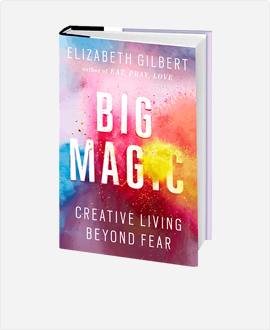 ELIZABETH GILBERT
author of EAT, PRAY, LOVE
BIG
MAGIC
CREATIVE LIVING
BEYOND FEAR